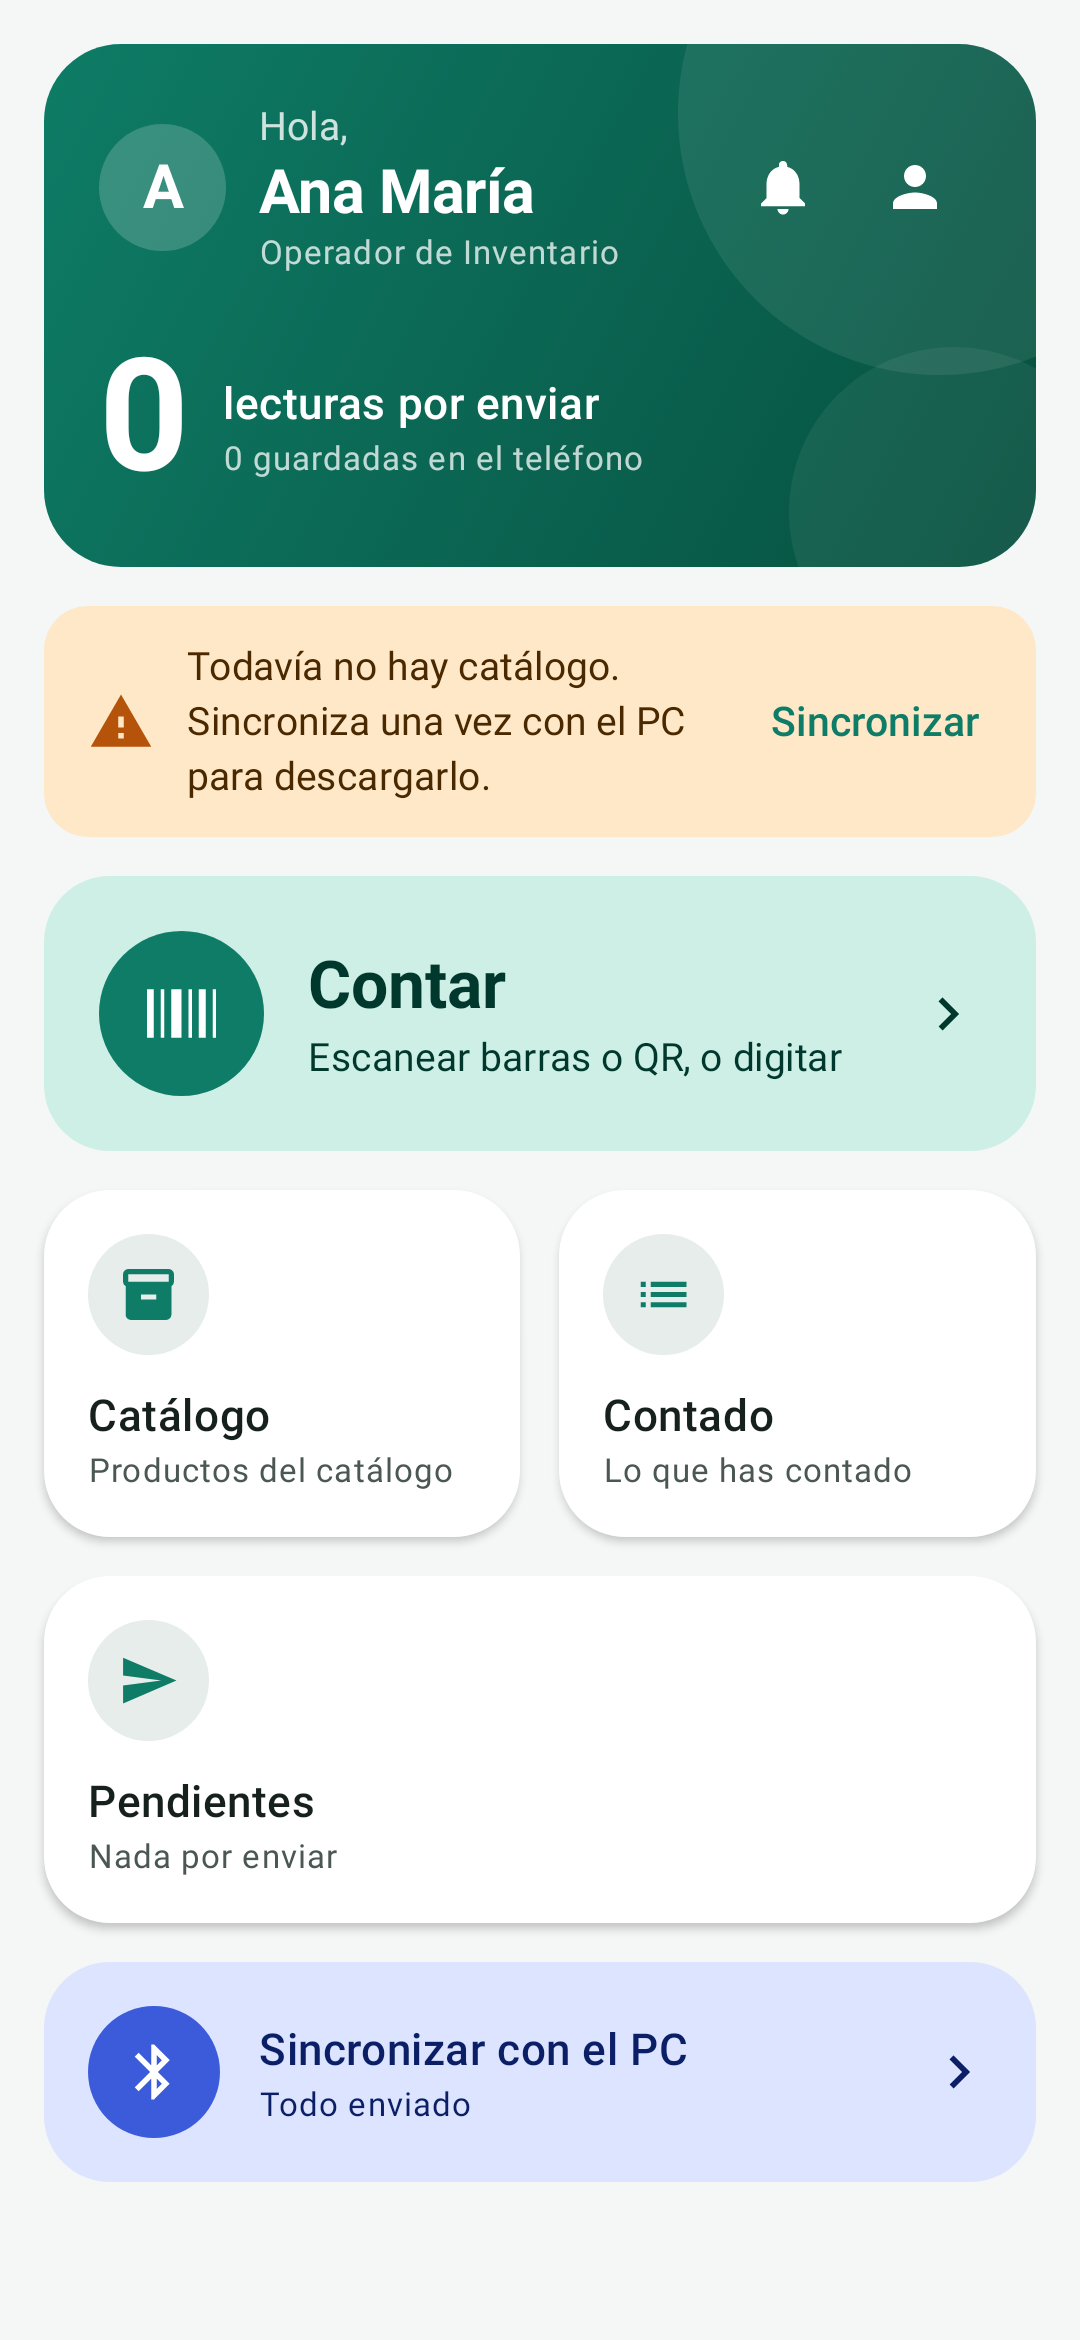 A
Hola,
Ana María
Operador de Inventario
0
lecturas por enviar
0 guardadas en el teléfono
Todavía no hay catálogo.
Sincroniza una vez con el PC
para descargarlo.
Sincronizar
Contar
Escanear barras o QR, o digitar
Catálogo
Productos del catálogo
Contado
Lo que has contado
Pendientes
Nada por enviar
Sincronizar con el PC
Todo enviado